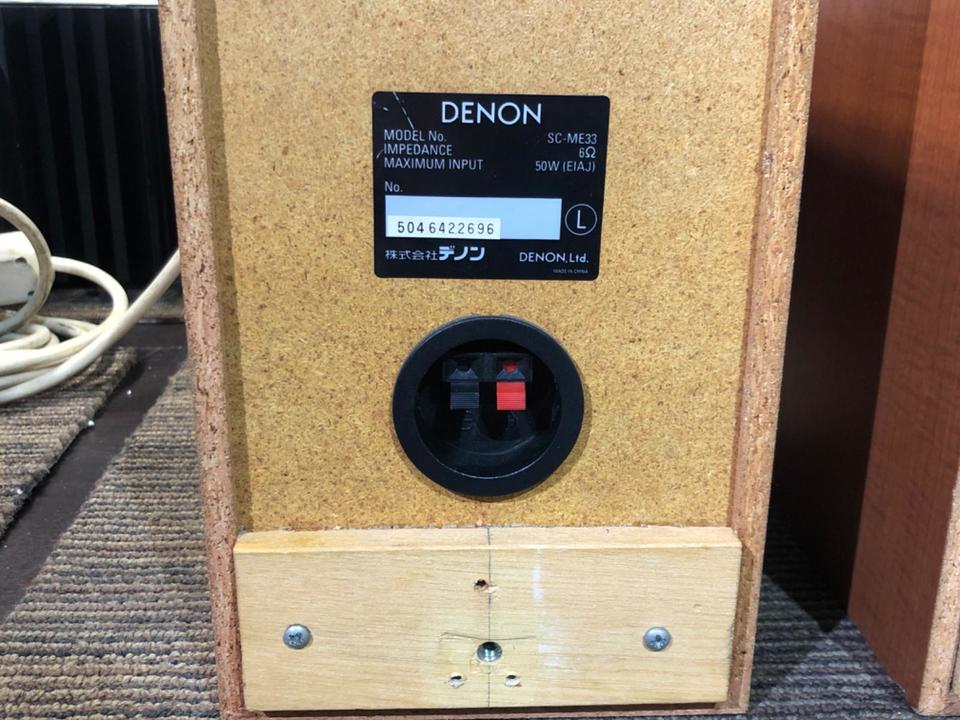 DENON
MODEL No. SC-ME33
IMPEDANCE 6Ω
MAXIMUM INPUT 50W (EIAJ)
No.
5046422696
L
株式会社デノン DENON, Ltd.
MADE IN CHINA